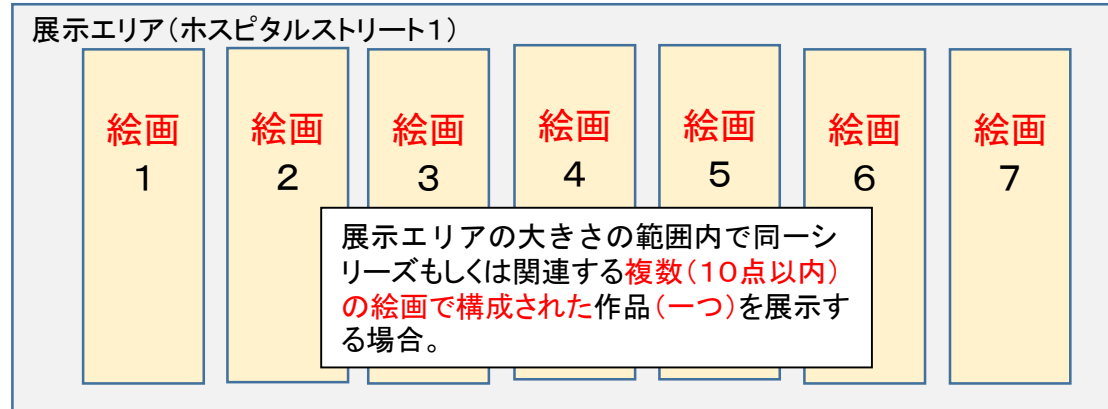 展示エリア(ホスピタルストリート1)
絵画
1
絵画
2
絵画
3
絵画
4
絵画
5
絵画
6
絵画
7
展示エリアの大きさの範囲内で同一シ
リーズもしくは関連する複数(10点以内)
の絵画で構成された作品(一つ)を展示す
る場合。